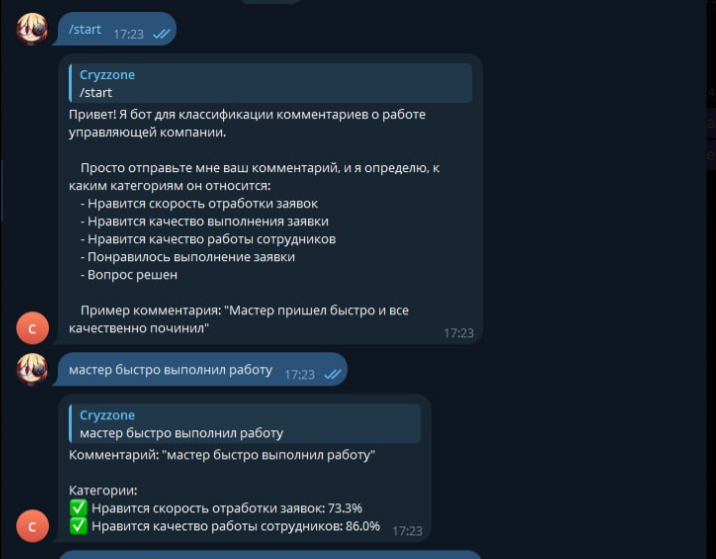 /start 17:23
Cryzzone
/start
Привет! Я бот для классификации комментариев о работе
управляющей компании.
Просто отправьте мне ваш комментарий, и я определю, к
каким категориям он относится:
- Нравится скорость отработки заявок
- Нравится качество выполнения заявки
- Нравится качество работы сотрудников
- Понравилось выполнение заявки
- Вопрос решен
Пример комментария: "Мастер пришел быстро и все
качественно починил"
17:23
C
мастер быстро выполнил работу 17:23
Cryzzone
мастер быстро выполнил работу
Комментарий: "мастер быстро выполнил работу"
Категории:
✅ Нравится скорость отработки заявок: 73.3%
✅ Нравится качество работы сотрудников: 86.0% 17:23
C